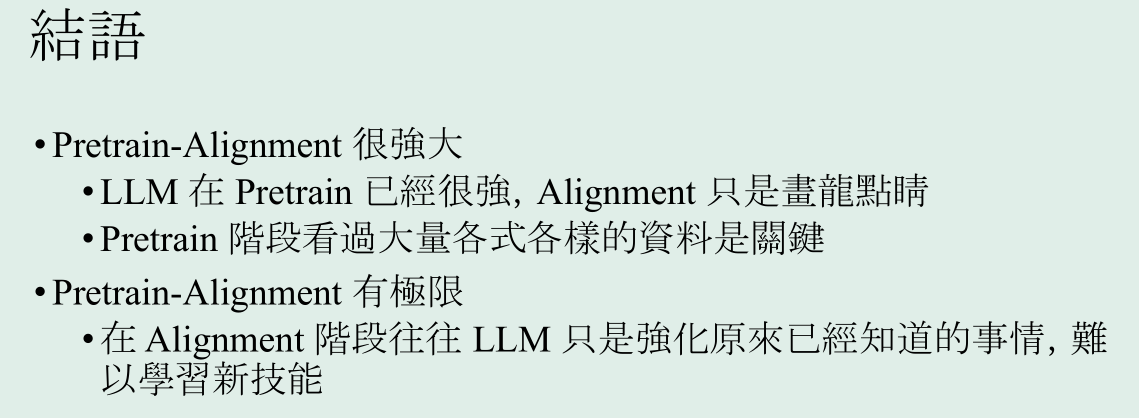 結語
• Pretrain-Alignment 很強大
• LLM 在 Pretrain 已經很強, Alignment 只是畫龍點睛
• Pretrain 階段看過大量各式各樣的資料是關鍵
• Pretrain-Alignment 有極限
• 在 Alignment 階段往往 LLM 只是強化原來已經知道的事情, 難
以學習新技能